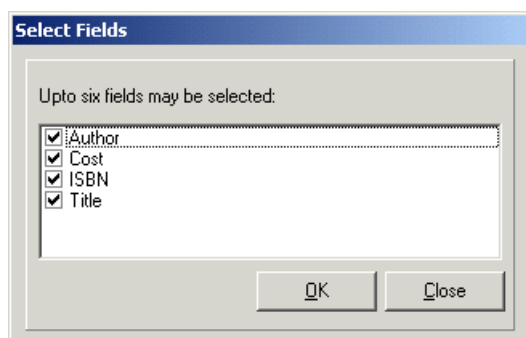 Select Fields
Upto six fields may be selected:
Author
Cost
ISBN
Title
OK Close